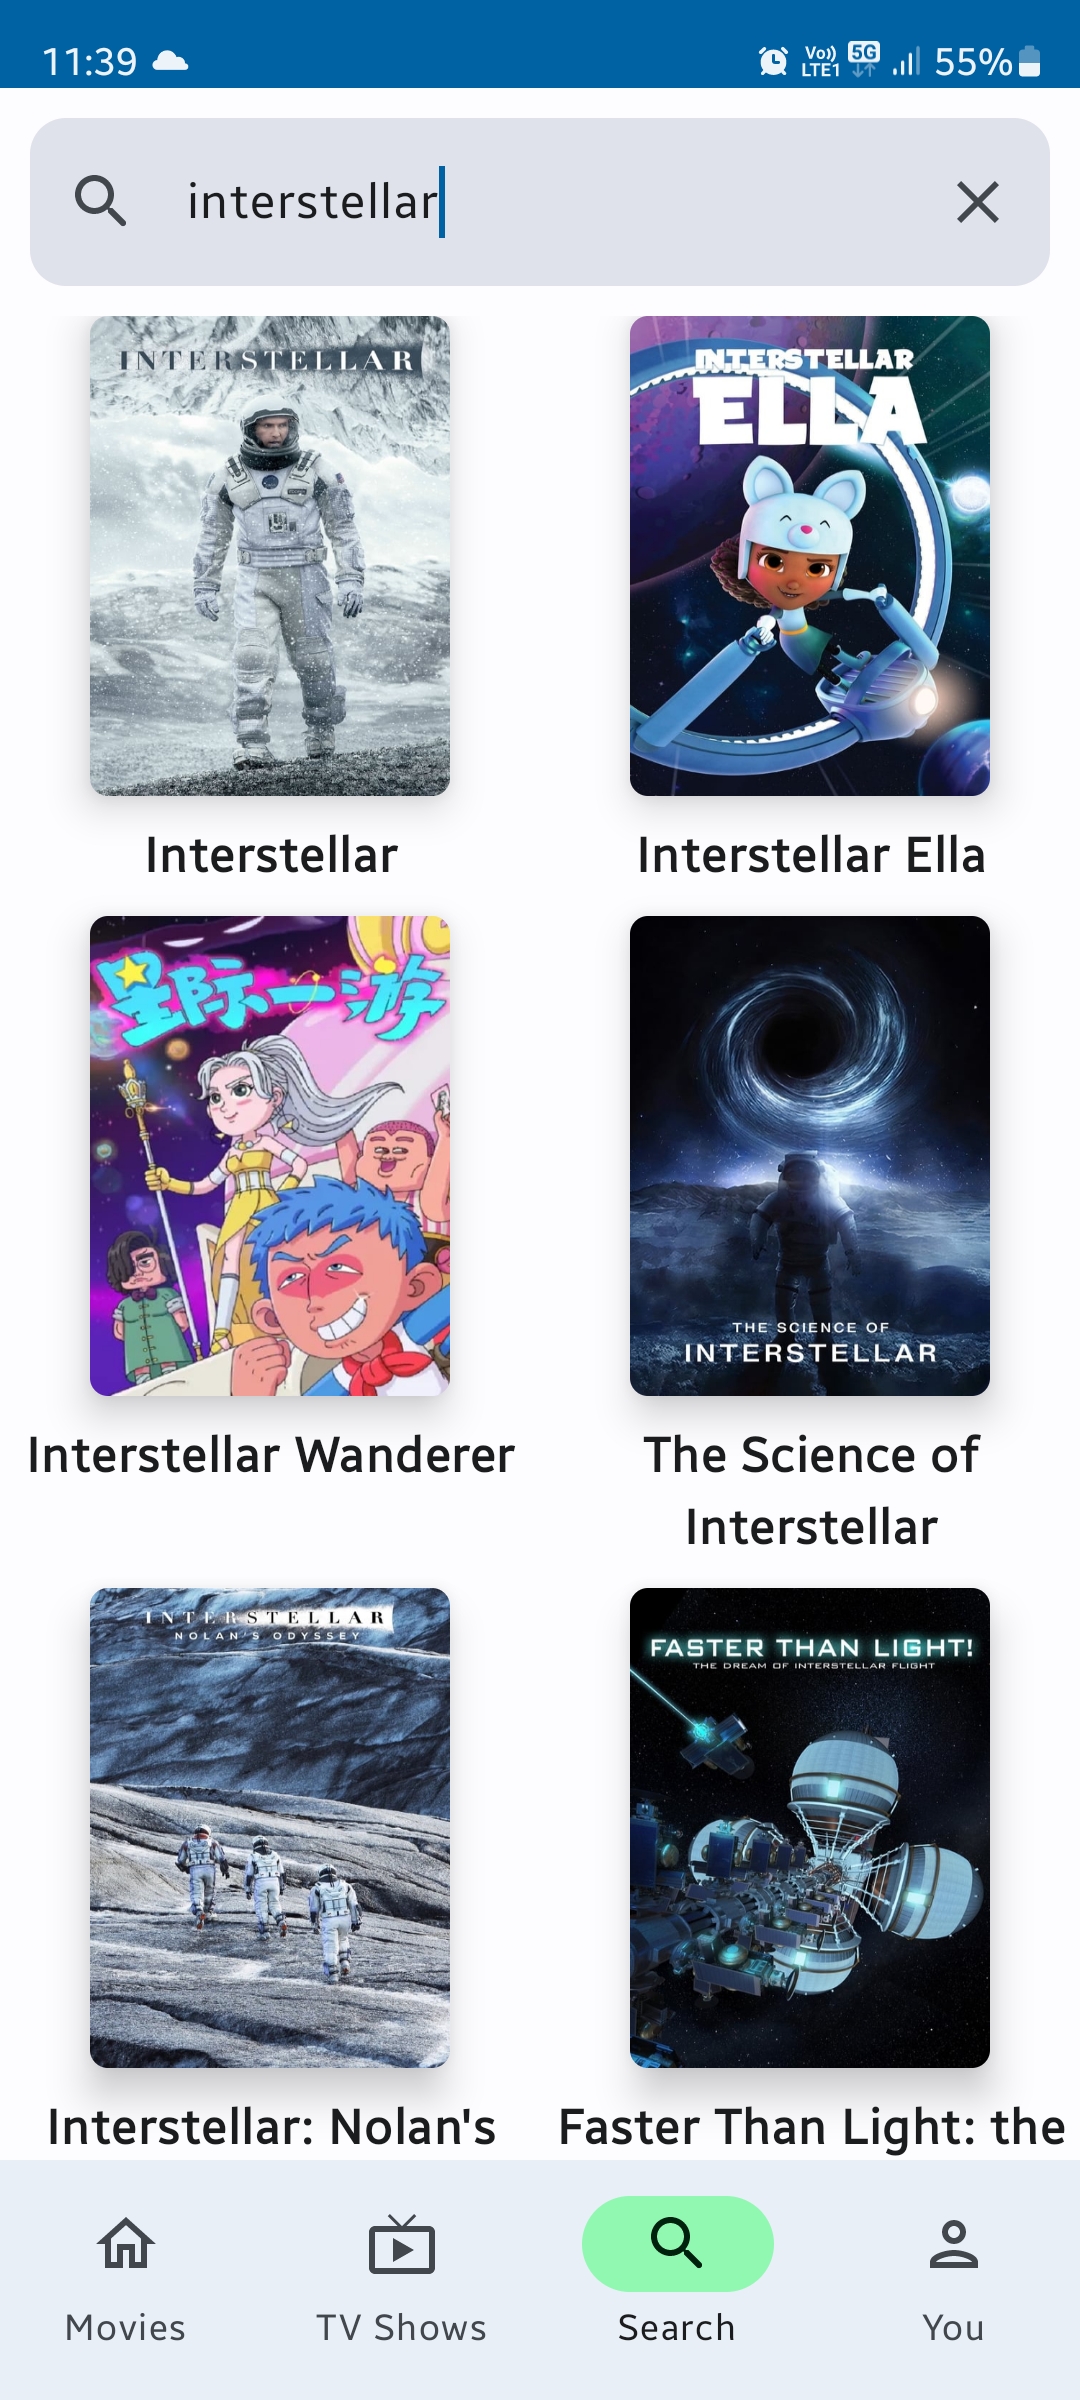 11:39
Vo)) LTE1 5G 55%
interstellar
INTERSTELLAR
INTERSTELLAR
ELLA
Interstellar
Interstellar Ella
星际一游
THE SCIENCE OF
INTERSTELLAR
Interstellar Wanderer
The Science of
Interstellar
INTERSTELLAR
NOLAN'S ODYSSEY
FASTER THAN LIGHT!
THE DREAM OF INTERSTELLAR FLIGHT
Interstellar: Nolan's
Faster Than Light: the
Movies
TV Shows
Search
You